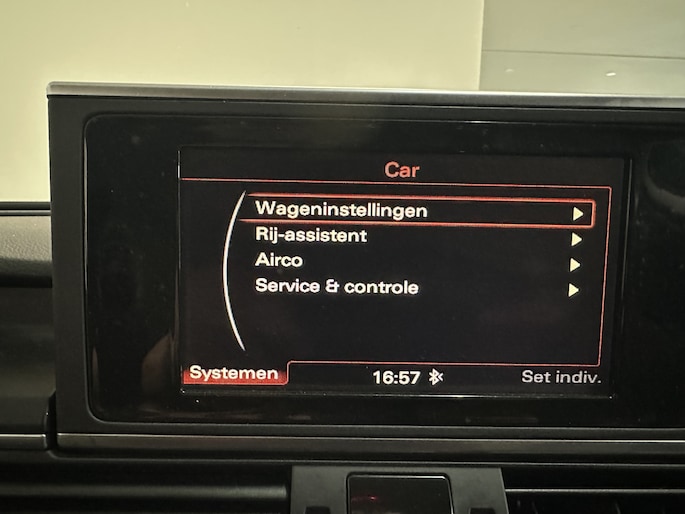 Car
Wageninstellingen
Rij-assistent
Airco
Service & controle
Systemen 16:57 Set indiv.